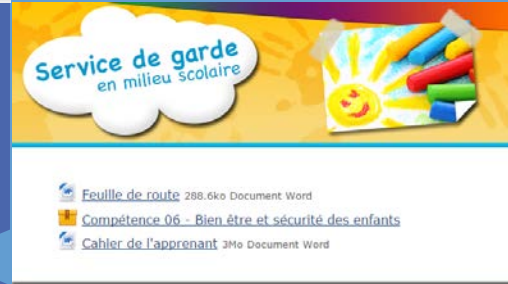 Service de garde
en milieu scolaire
Feuille de route 288.6ko Document Word
Compétence 06 - Bien être et sécurité des enfants
Cahier de l'apprenant 3Mo Document Word